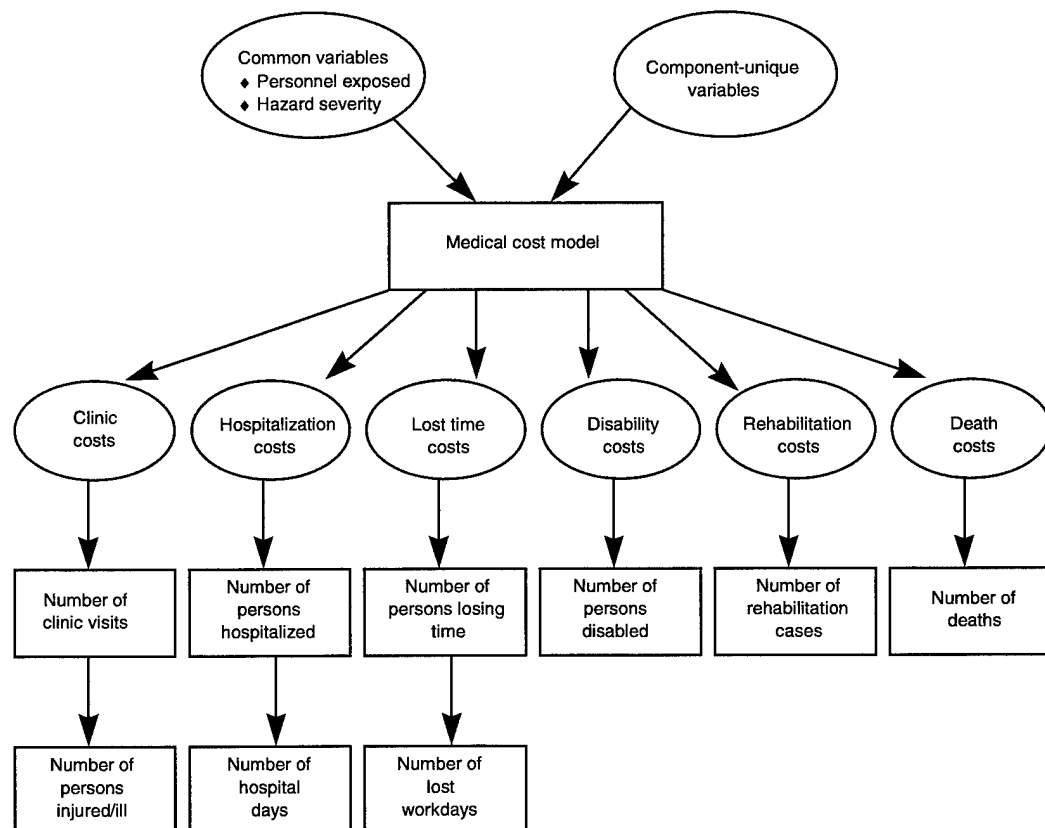 Common variables
♦ Personnel exposed
♦ Hazard severity
Component-unique
variables
Medical cost model
Clinic
costs
Hospitalization
costs
Lost time
costs
Disability
costs
Rehabilitation
costs
Death
costs
Number of
clinic visits
Number of
persons
hospitalized
Number of
persons losing
time
Number of
persons
disabled
Number of
rehabilitation
cases
Number of
deaths
Number of
persons
injured/ill
Number of
hospital
days
Number of
lost
workdays